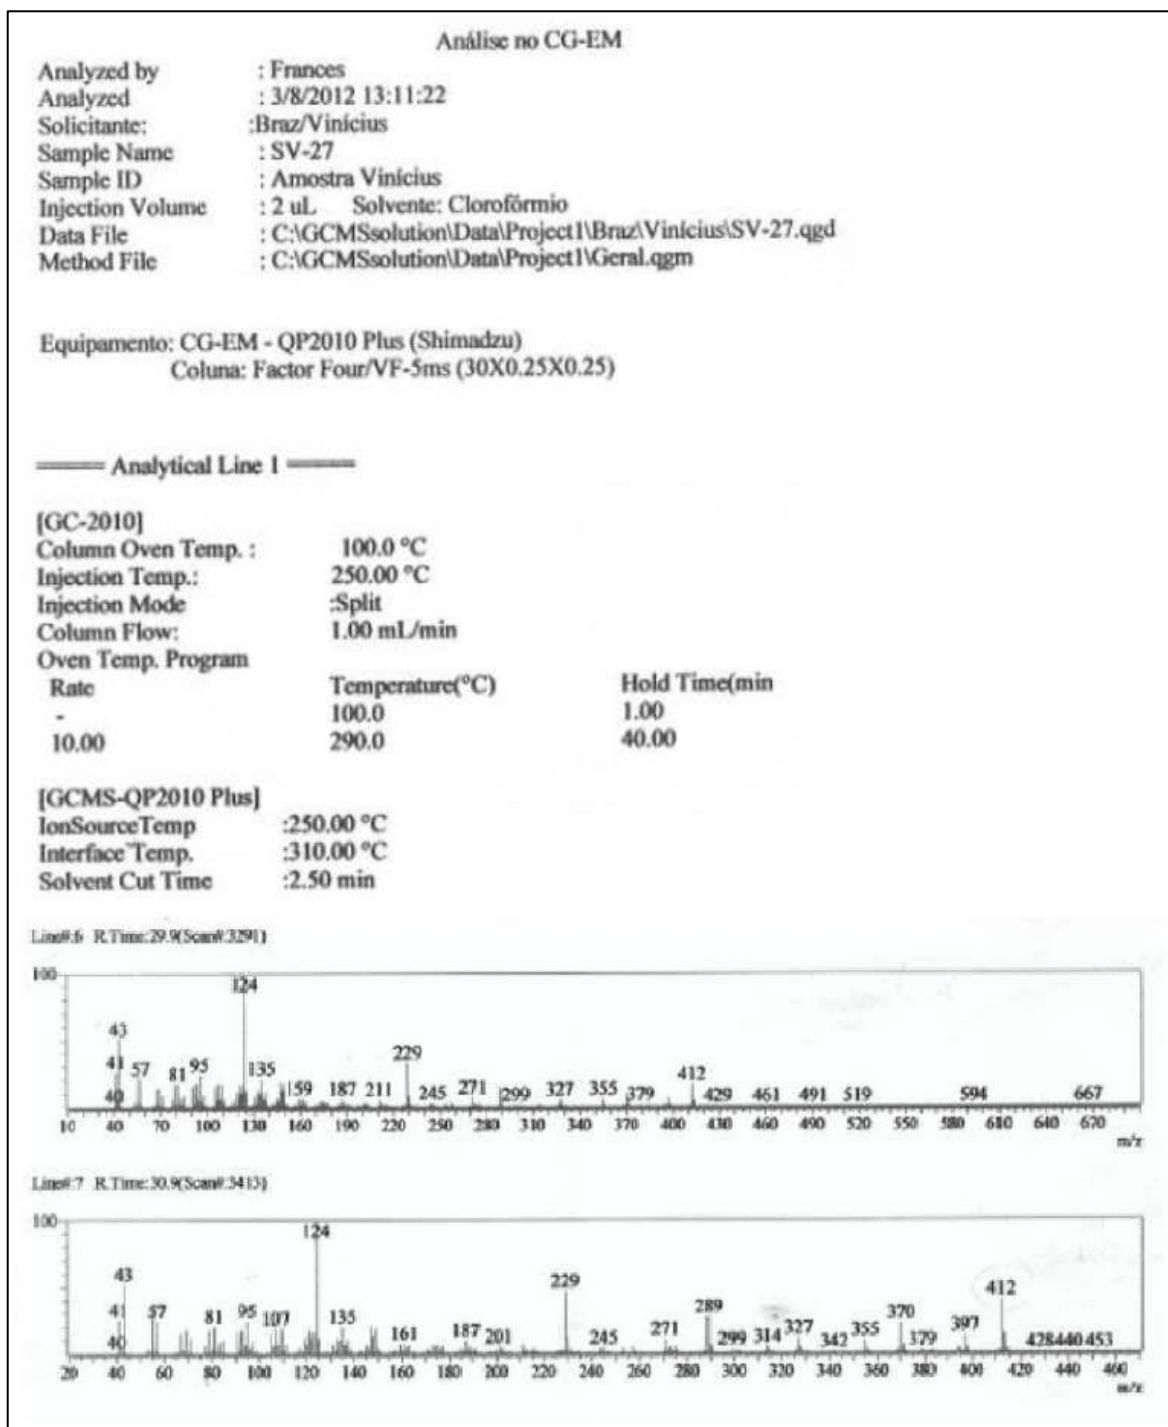 Análise no CG-EM
Analyzed by : Frances
Analyzed : 3/8/2012 13:11:22
Solicitante: :Braz/Vinícius
Sample Name : SV-27
Sample ID : Amostra Vinícius
Injection Volume : 2 uL Solvente: Clorofórmio
Data File : C:\GCMSsolution\Data\Project1\Braz\Vinícius\SV-27.qgd
Method File : C:\GCMSsolution\Data\Project1\Geral.qgm
Equipamento: CG-EM - QP2010 Plus (Shimadzu)
Coluna: Factor Four/VF-5ms (30X0.25X0.25)
===== Analytical Line 1 =====
[GC-2010]
Column Oven Temp. : 100.0 °C
Injection Temp.: 250.00 °C
Injection Mode :Split
Column Flow: 1.00 mL/min
Oven Temp. Program
Rate Temperature(°C) Hold Time(min
- 100.0 1.00
10.00 290.0 40.00
[GCMS-QP2010 Plus]
IonSourceTemp :250.00 °C
Interface Temp. :310.00 °C
Solvent Cut Time :2.50 min
Line#:6 R.Time:29.9(Scan#:3291)
100
124
43
41 57 81 95 135 229
40 159 187 211 245 271 299 327 355 379 412 429 461 491 519 594 667
10 40 70 100 130 160 190 220 250 280 310 340 370 400 430 460 490 520 550 580 610 640 670
m/z
Line#:7 R.Time:30.9(Scan#:3413)
100
124
43 229 412
41 57 81 95 107 135 289 370
40 161 187 201 245 271 299 314 327 342 355 379 397 428 440 453
20 40 60 80 100 120 140 160 180 200 220 240 260 280 300 320 340 360 380 400 420 440 460
m/z